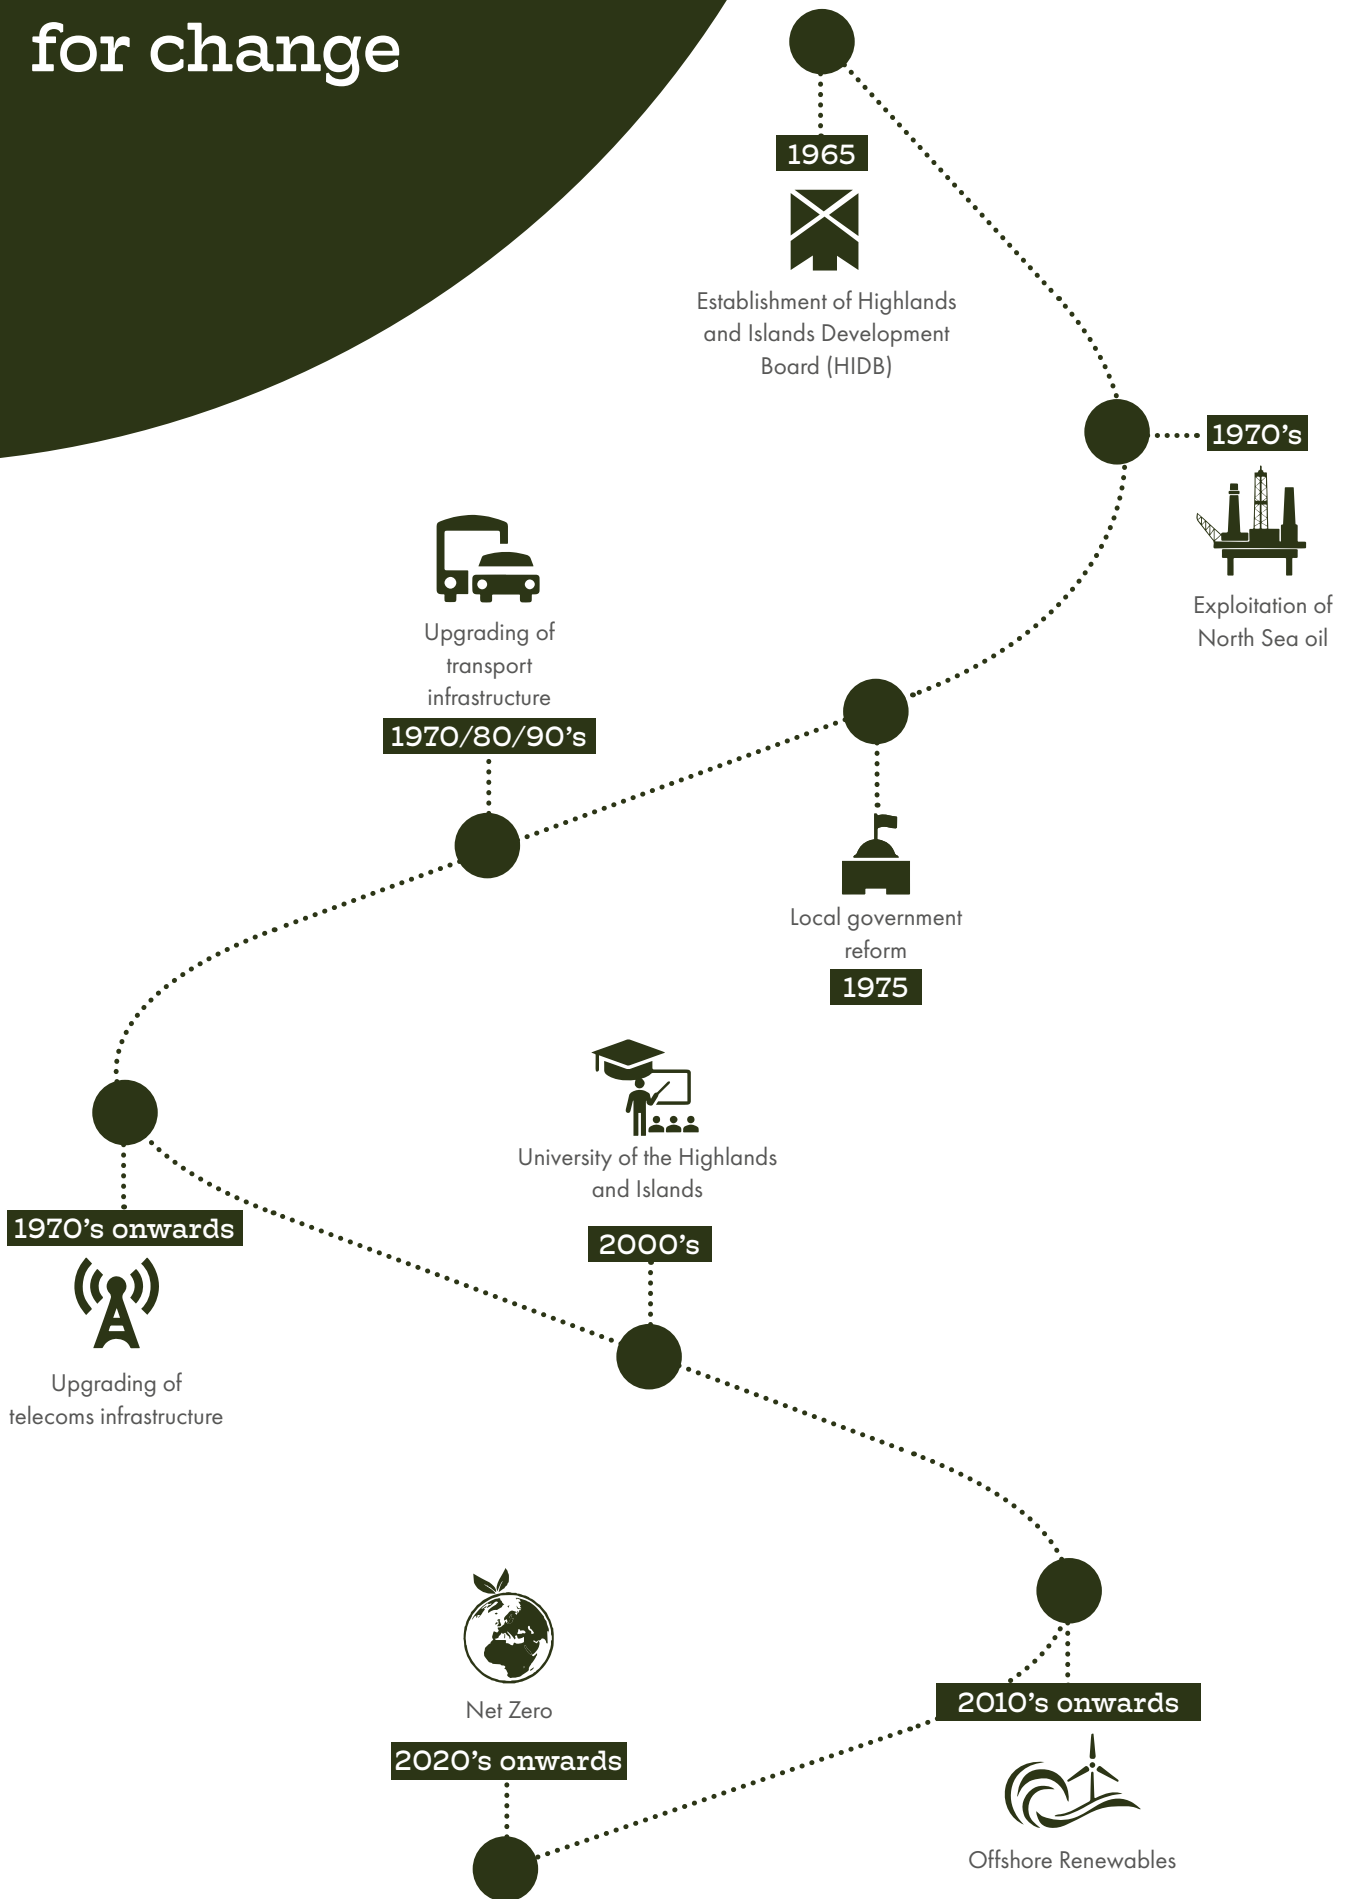 for change
1965
Establishment of Highlands
and Islands Development
Board (HIDB)
1970's
Exploitation of
North Sea oil
Local government
reform
1975
Upgrading of
transport
infrastructure
1970/80/90's
1970's onwards
Upgrading of
telecoms infrastructure
University of the Highlands
and Islands
2000's
2010's onwards
Offshore Renewables
Net Zero
2020's onwards